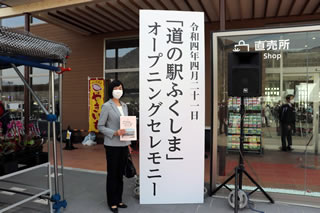 令和四年四月二十一日
「道の駅ふくしま」
オープニングセレモニー
直売所
Shop